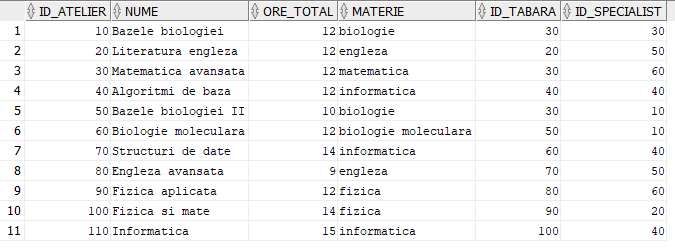 ID_ATELIER NUME ORE_TOTAL MATERIE ID_TABARA ID_SPECIALIST
1 10 Bazele biologiei 12 biologie 30 30
2 20 Literatura engleza 12 engleza 20 50
3 30 Matematica avansata 12 matematica 30 60
4 40 Algoritmi de baza 12 informatica 40 40
5 50 Bazele biologiei II 10 biologie 30 10
6 60 Biologie moleculara 12 biologie moleculara 50 10
7 70 Structuri de date 14 informatica 60 40
8 80 Engleza avansata 9 engleza 70 50
9 90 Fizica aplicata 12 fizica 80 60
10 100 Fizica si mate 14 fizica 90 20
11 110 Informatica 15 informatica 100 40